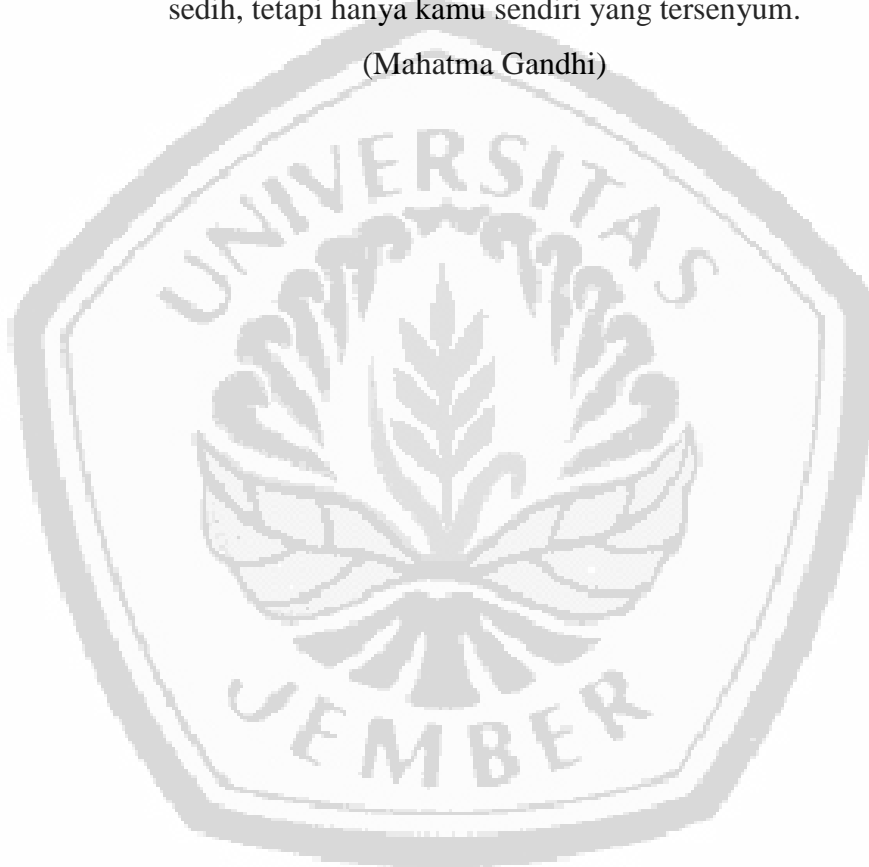 sedih, tetapi hanya kamu sendiri yang tersenyum.
(Mahatma Gandhi)
UNIVERSITAS
JEMBER